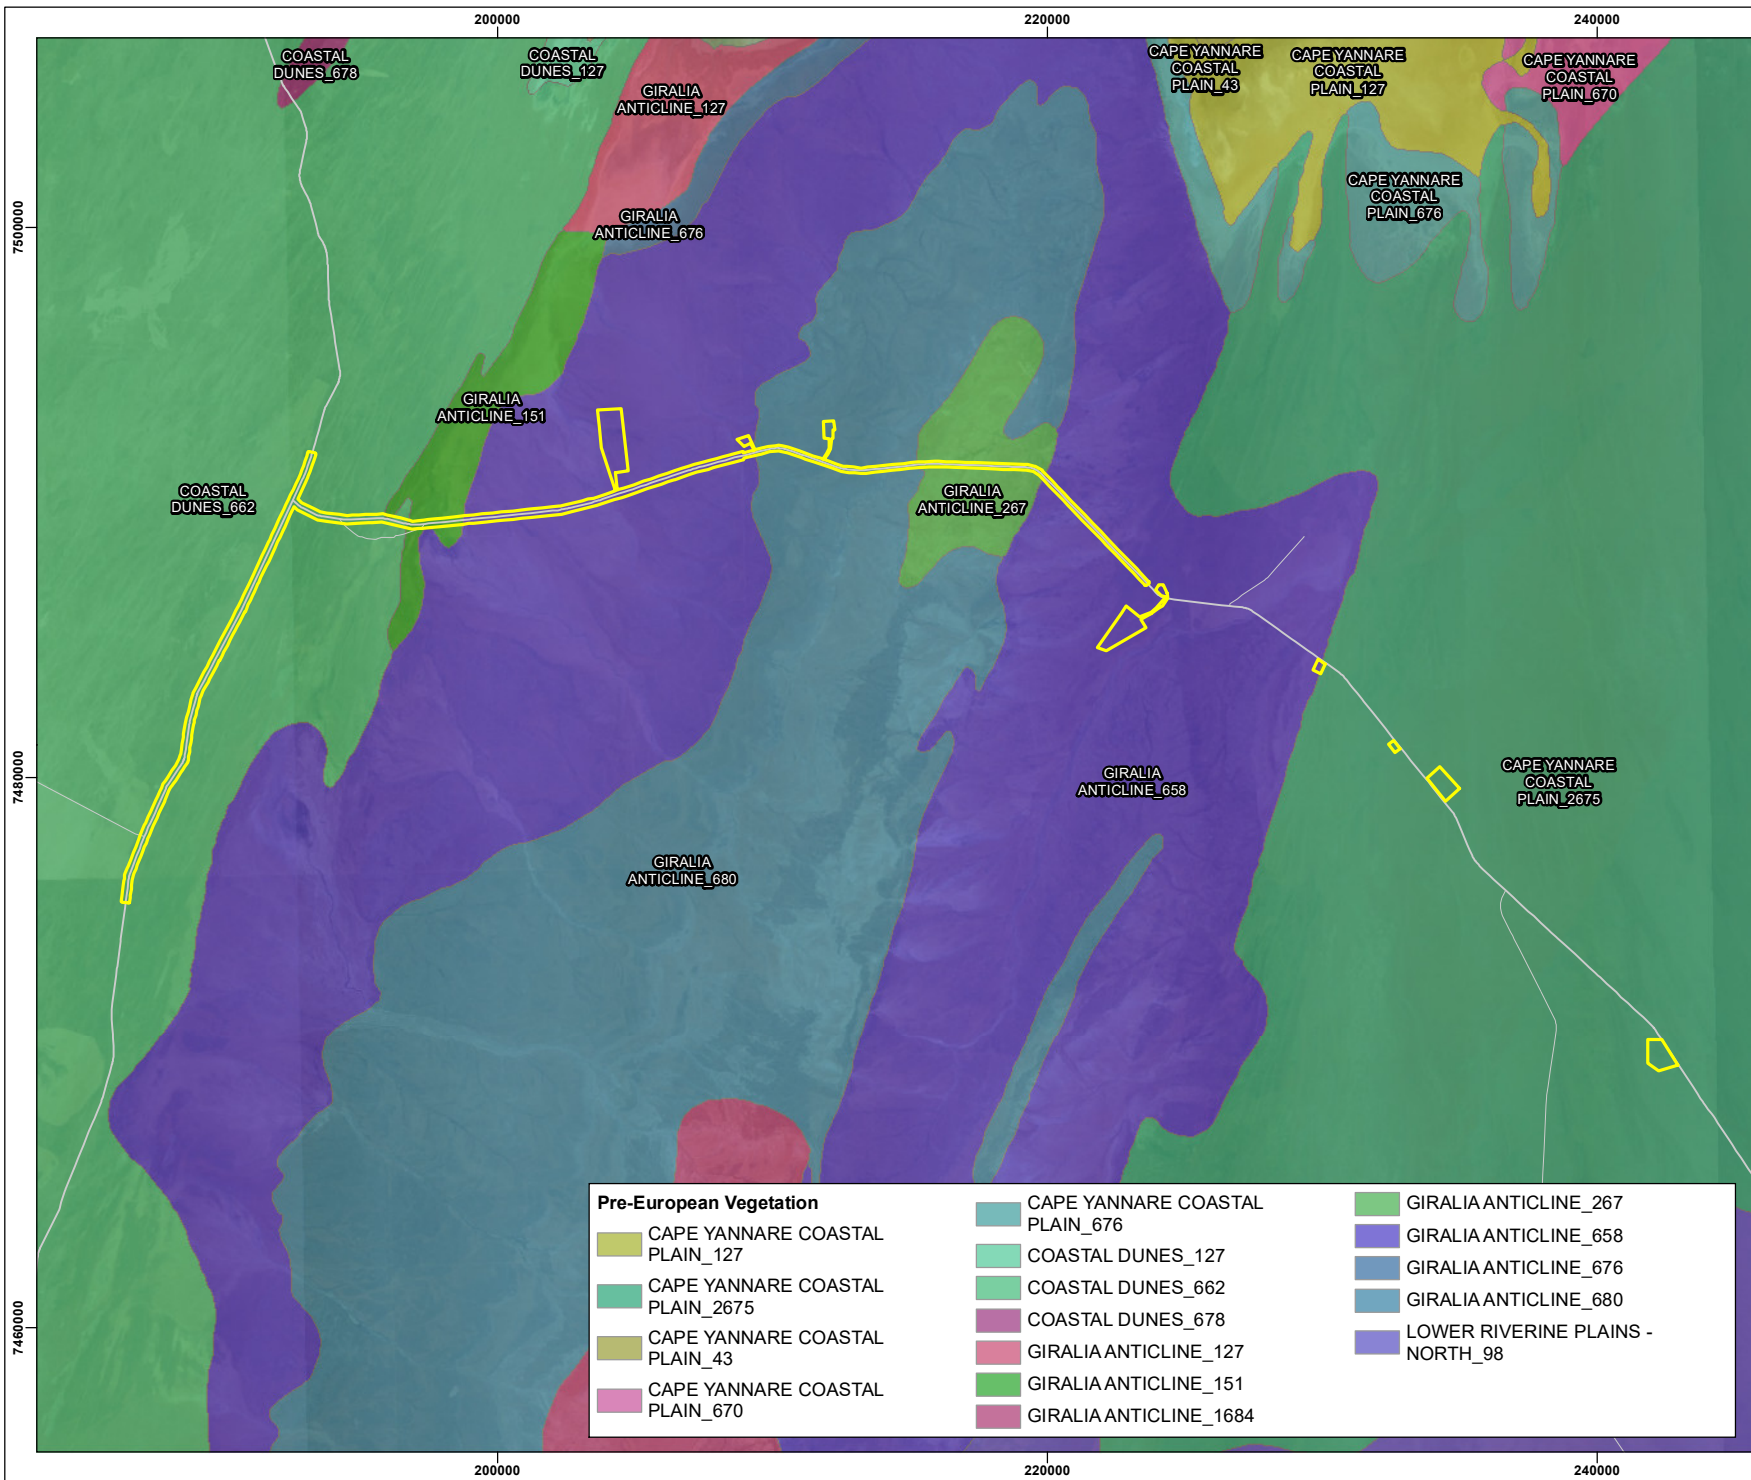 200000
220000
240000
COASTAL
DUNES_678
COASTAL
DUNES_127
GIRALIA
ANTICLINE_127
CAPE YANNARE
COASTAL
PLAIN_43
CAPE YANNARE
COASTAL
PLAIN_127
CAPE YANNARE
COASTAL
PLAIN_670
CAPE YANNARE
COASTAL
PLAIN_676
GIRALIA
ANTICLINE_676
7500000
GIRALIA
ANTICLINE_151
COASTAL
DUNES_662
GIRALIA
ANTICLINE_267
7480000
GIRALIA
ANTICLINE_658
CAPE YANNARE
COASTAL
PLAIN_2675
GIRALIA
ANTICLINE_680
7460000
Pre-European Vegetation
CAPE YANNARE COASTAL
PLAIN_127
CAPE YANNARE COASTAL
PLAIN_2675
CAPE YANNARE COASTAL
PLAIN_43
CAPE YANNARE COASTAL
PLAIN_670
CAPE YANNARE COASTAL
PLAIN_676
COASTAL DUNES_127
COASTAL DUNES_662
COASTAL DUNES_678
GIRALIA ANTICLINE_127
GIRALIA ANTICLINE_151
GIRALIA ANTICLINE_1684
GIRALIA ANTICLINE_267
GIRALIA ANTICLINE_658
GIRALIA ANTICLINE_676
GIRALIA ANTICLINE_680
LOWER RIVERINE PLAINS -
NORTH_98
200000
220000
240000